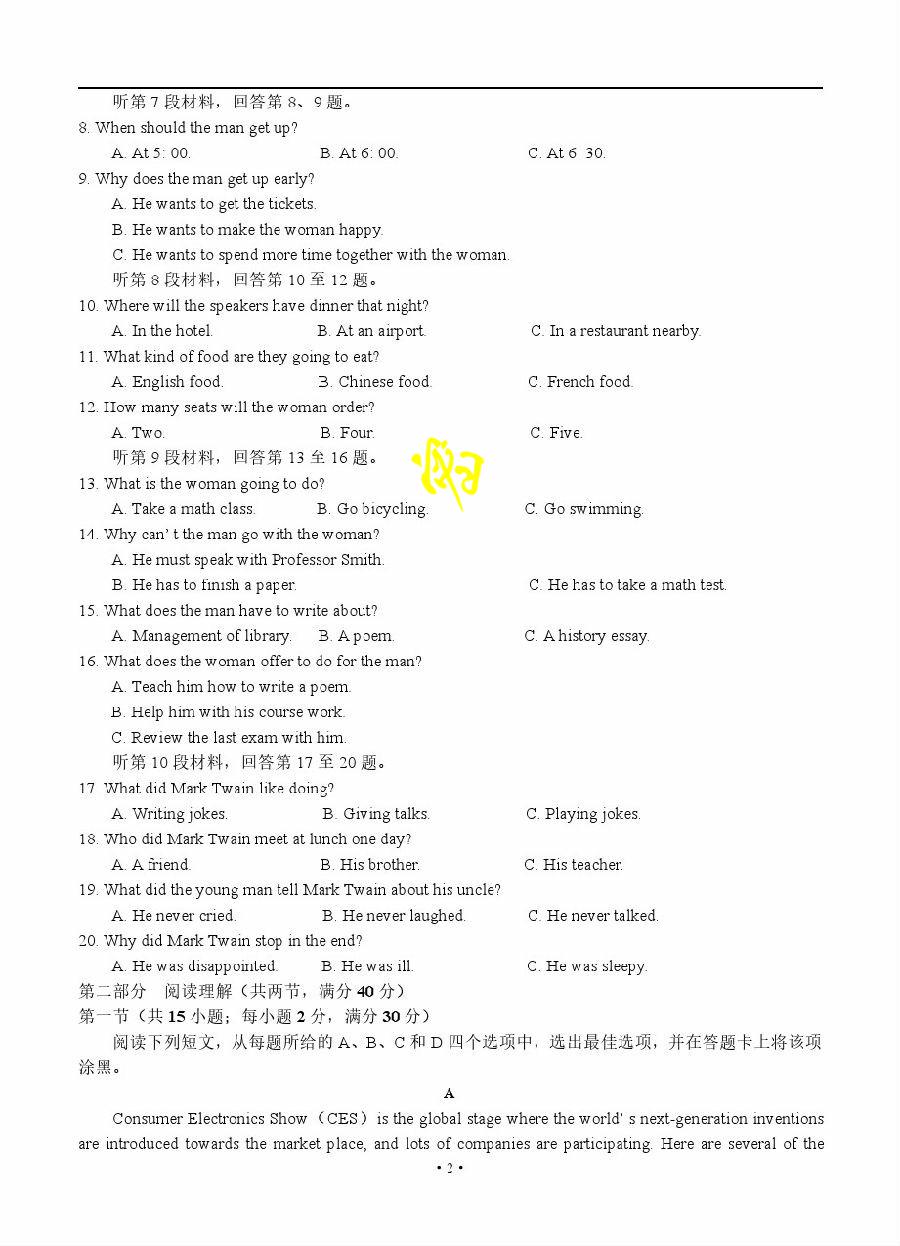 听第 7 段材料，回答第 8、9 题。
8. When should the man get up?
A. At 5: 00. B. At 6: 00. C. At 6 30.
9. Why does the man get up early?
A. He wants to get the tickets.
B. He wants to make the woman happy.
C. He wants to spend more time together with the woman.
听第 8 段材料，回答第 10 至 12 题。
10. Where will the speakers have dinner that night?
A. In the hotel. B. At an airport. C. In a restaurant nearby.
11. What kind of food are they going to eat?
A. English food. B. Chinese food. C. French food.
12. How many seats will the woman order?
A. Two. B. Four. C. Five.
听第 9 段材料，回答第 13 至 16 题。
13. What is the woman going to do?
A. Take a math class. B. Go bicycling. C. Go swimming.
14. Why can’ t the man go with the woman?
A. He must speak with Professor Smith.
B. He has to finish a paper. C. He has to take a math test.
15. What does the man have to write about?
A. Management of library. B. A poem. C. A history essay.
16. What does the woman offer to do for the man?
A. Teach him how to write a poem.
B. Help him with his course work.
C. Review the last exam with him.
听第 10 段材料，回答第 17 至 20 题。
17. What did Mark Twain like doing?
A. Writing jokes. B. Giving talks. C. Playing jokes.
18. Who did Mark Twain meet at lunch one day?
A. A friend. B. His brother. C. His teacher.
19. What did the young man tell Mark Twain about his uncle?
A. He never cried. B. He never laughed. C. He never talked.
20. Why did Mark Twain stop in the end?
A. He was disappointed. B. He was ill. C. He was sleepy.
第二部分 阅读理解（共两节，满分 40 分）
第一节（共 15 小题；每小题 2 分，满分 30 分）
阅读下列短文，从每题所给的 A、B、C 和 D 四个选项中，选出最佳选项，并在答题卡上将该项
涂黑。
A
Consumer Electronics Show（CES）is the global stage where the world’ s next-generation inventions
are introduced towards the market place, and lots of companies are participating. Here are several of the
· 2 ·